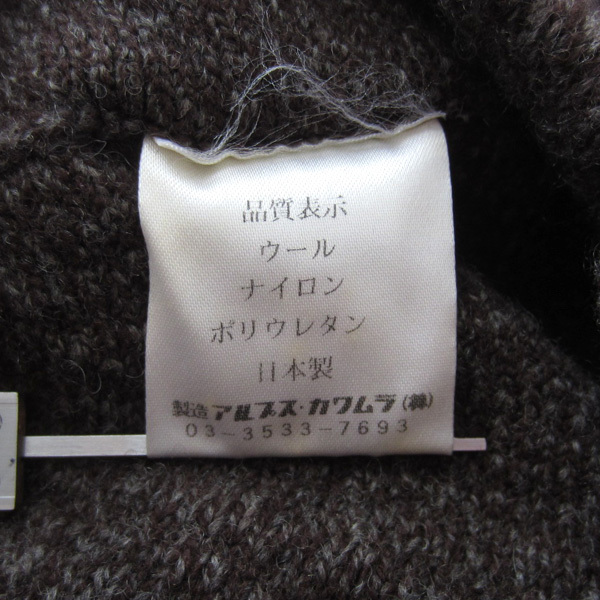 品質表示
ウール
ナイロン
ポリウレタン
日本製
製造 アルプス・カワムラ(株)
03-3533-7693